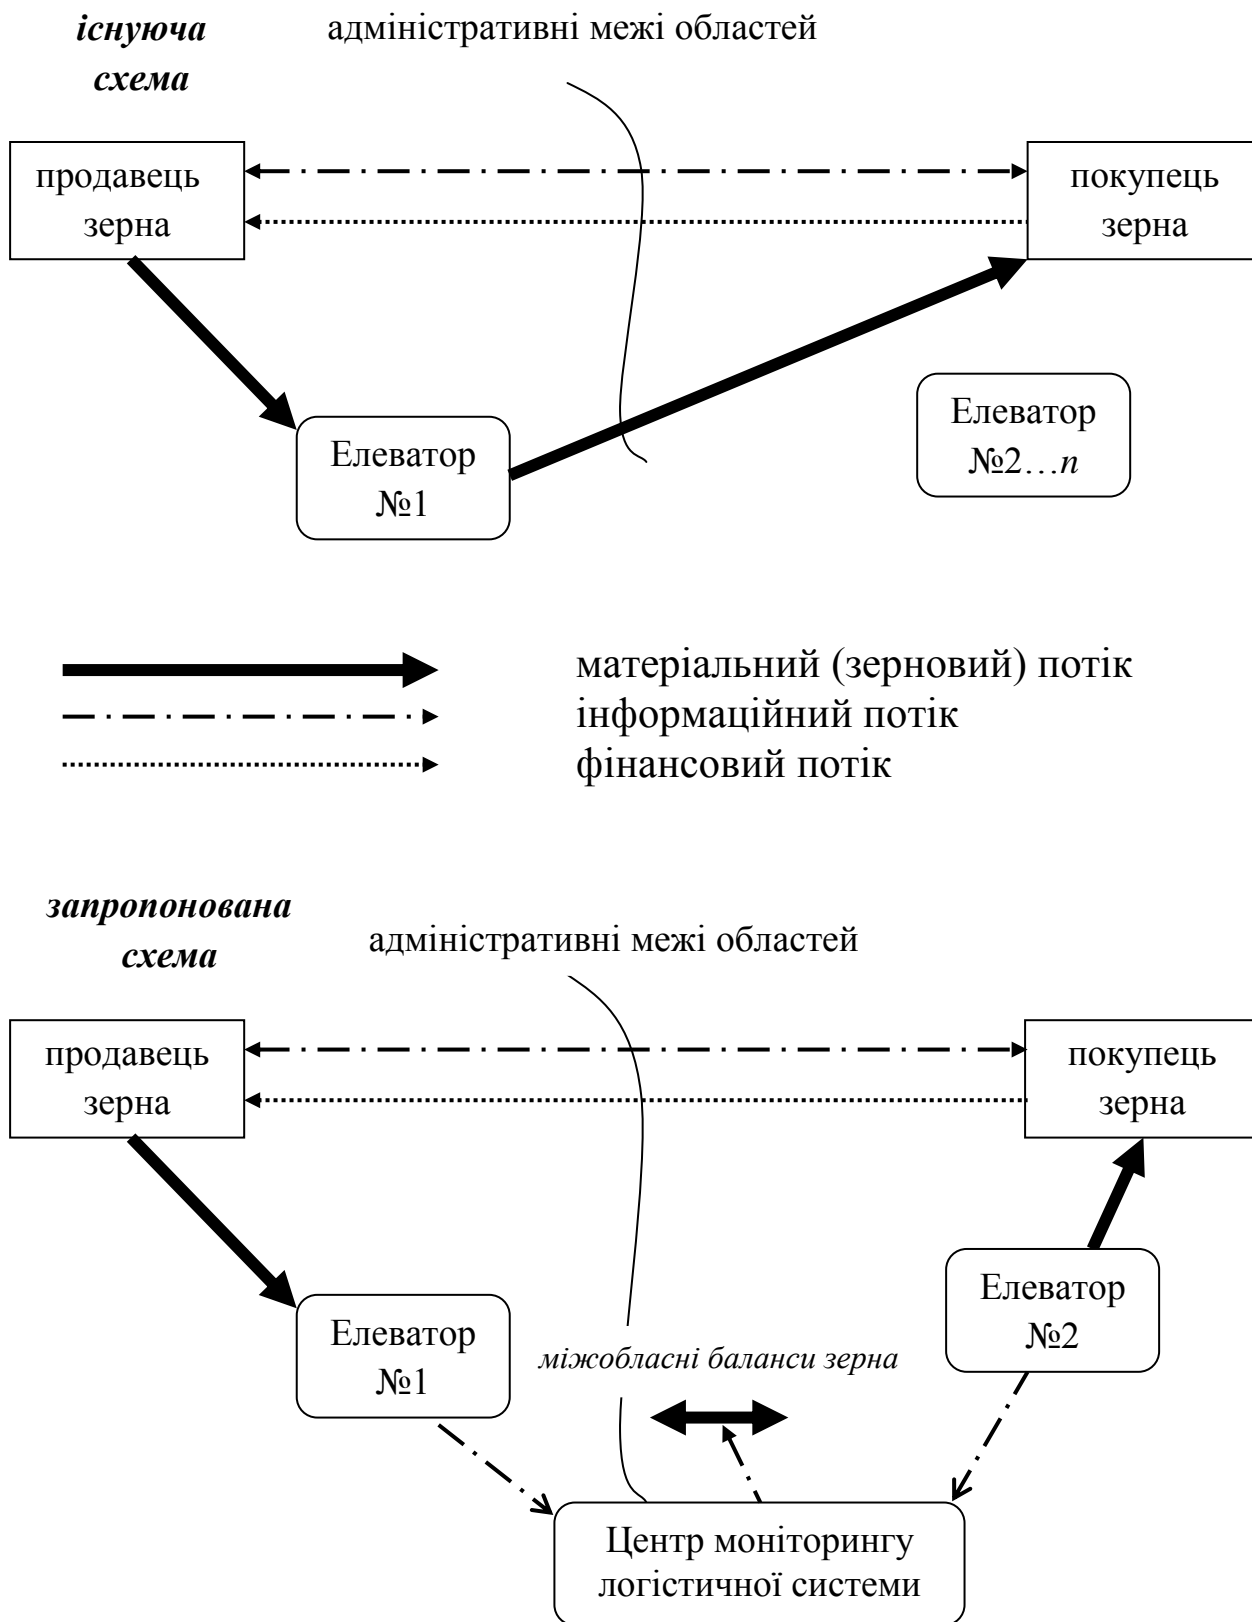 існуюча
схема
адміністративні межі областей
продавець
зерна
покупець
зерна
Елеватор
№1
Елеватор
№2…n
матеріальний (зерновий) потік
інформаційний потік
фінансовий потік
запропонована
схема
адміністративні межі областей
продавець
зерна
покупець
зерна
Елеватор
№1
міжобласні баланси зерна
Елеватор
№2
Центр моніторингу
логістичної системи